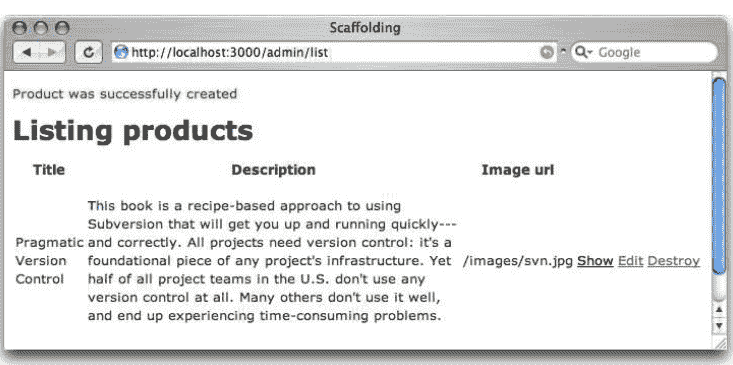 Scaffolding
http://localhost:3000/admin/list
Google
Product was successfully created
Listing products
Title Description Image url
This book is a recipe-based approach to using
Subversion that will get you up and running quickly---
Pragmatic and correctly. All projects need version control: it's a
Version foundational piece of any project's infrastructure. Yet /images/svn.jpg Show Edit Destroy
Control half of all project teams in the U.S. don't use any
version control at all. Many others don't use it well,
and end up experiencing time-consuming problems.